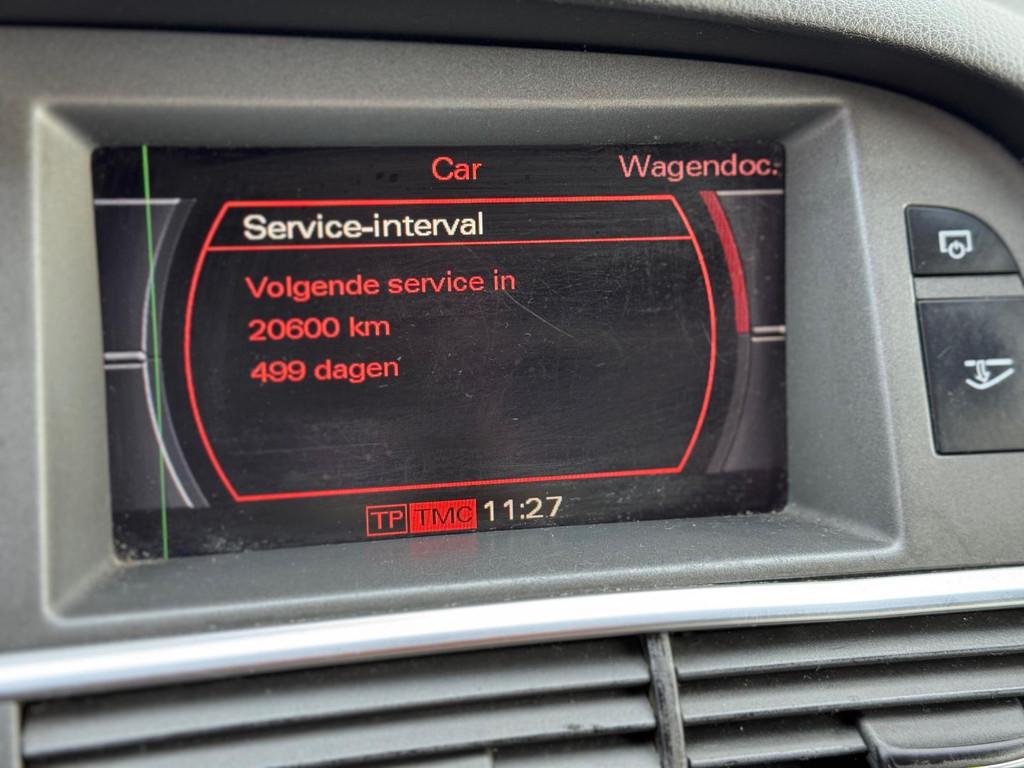 Car
Wagendoc.
Service-interval
Volgende service in
20600 km
499 dagen
TP TMC 11:27